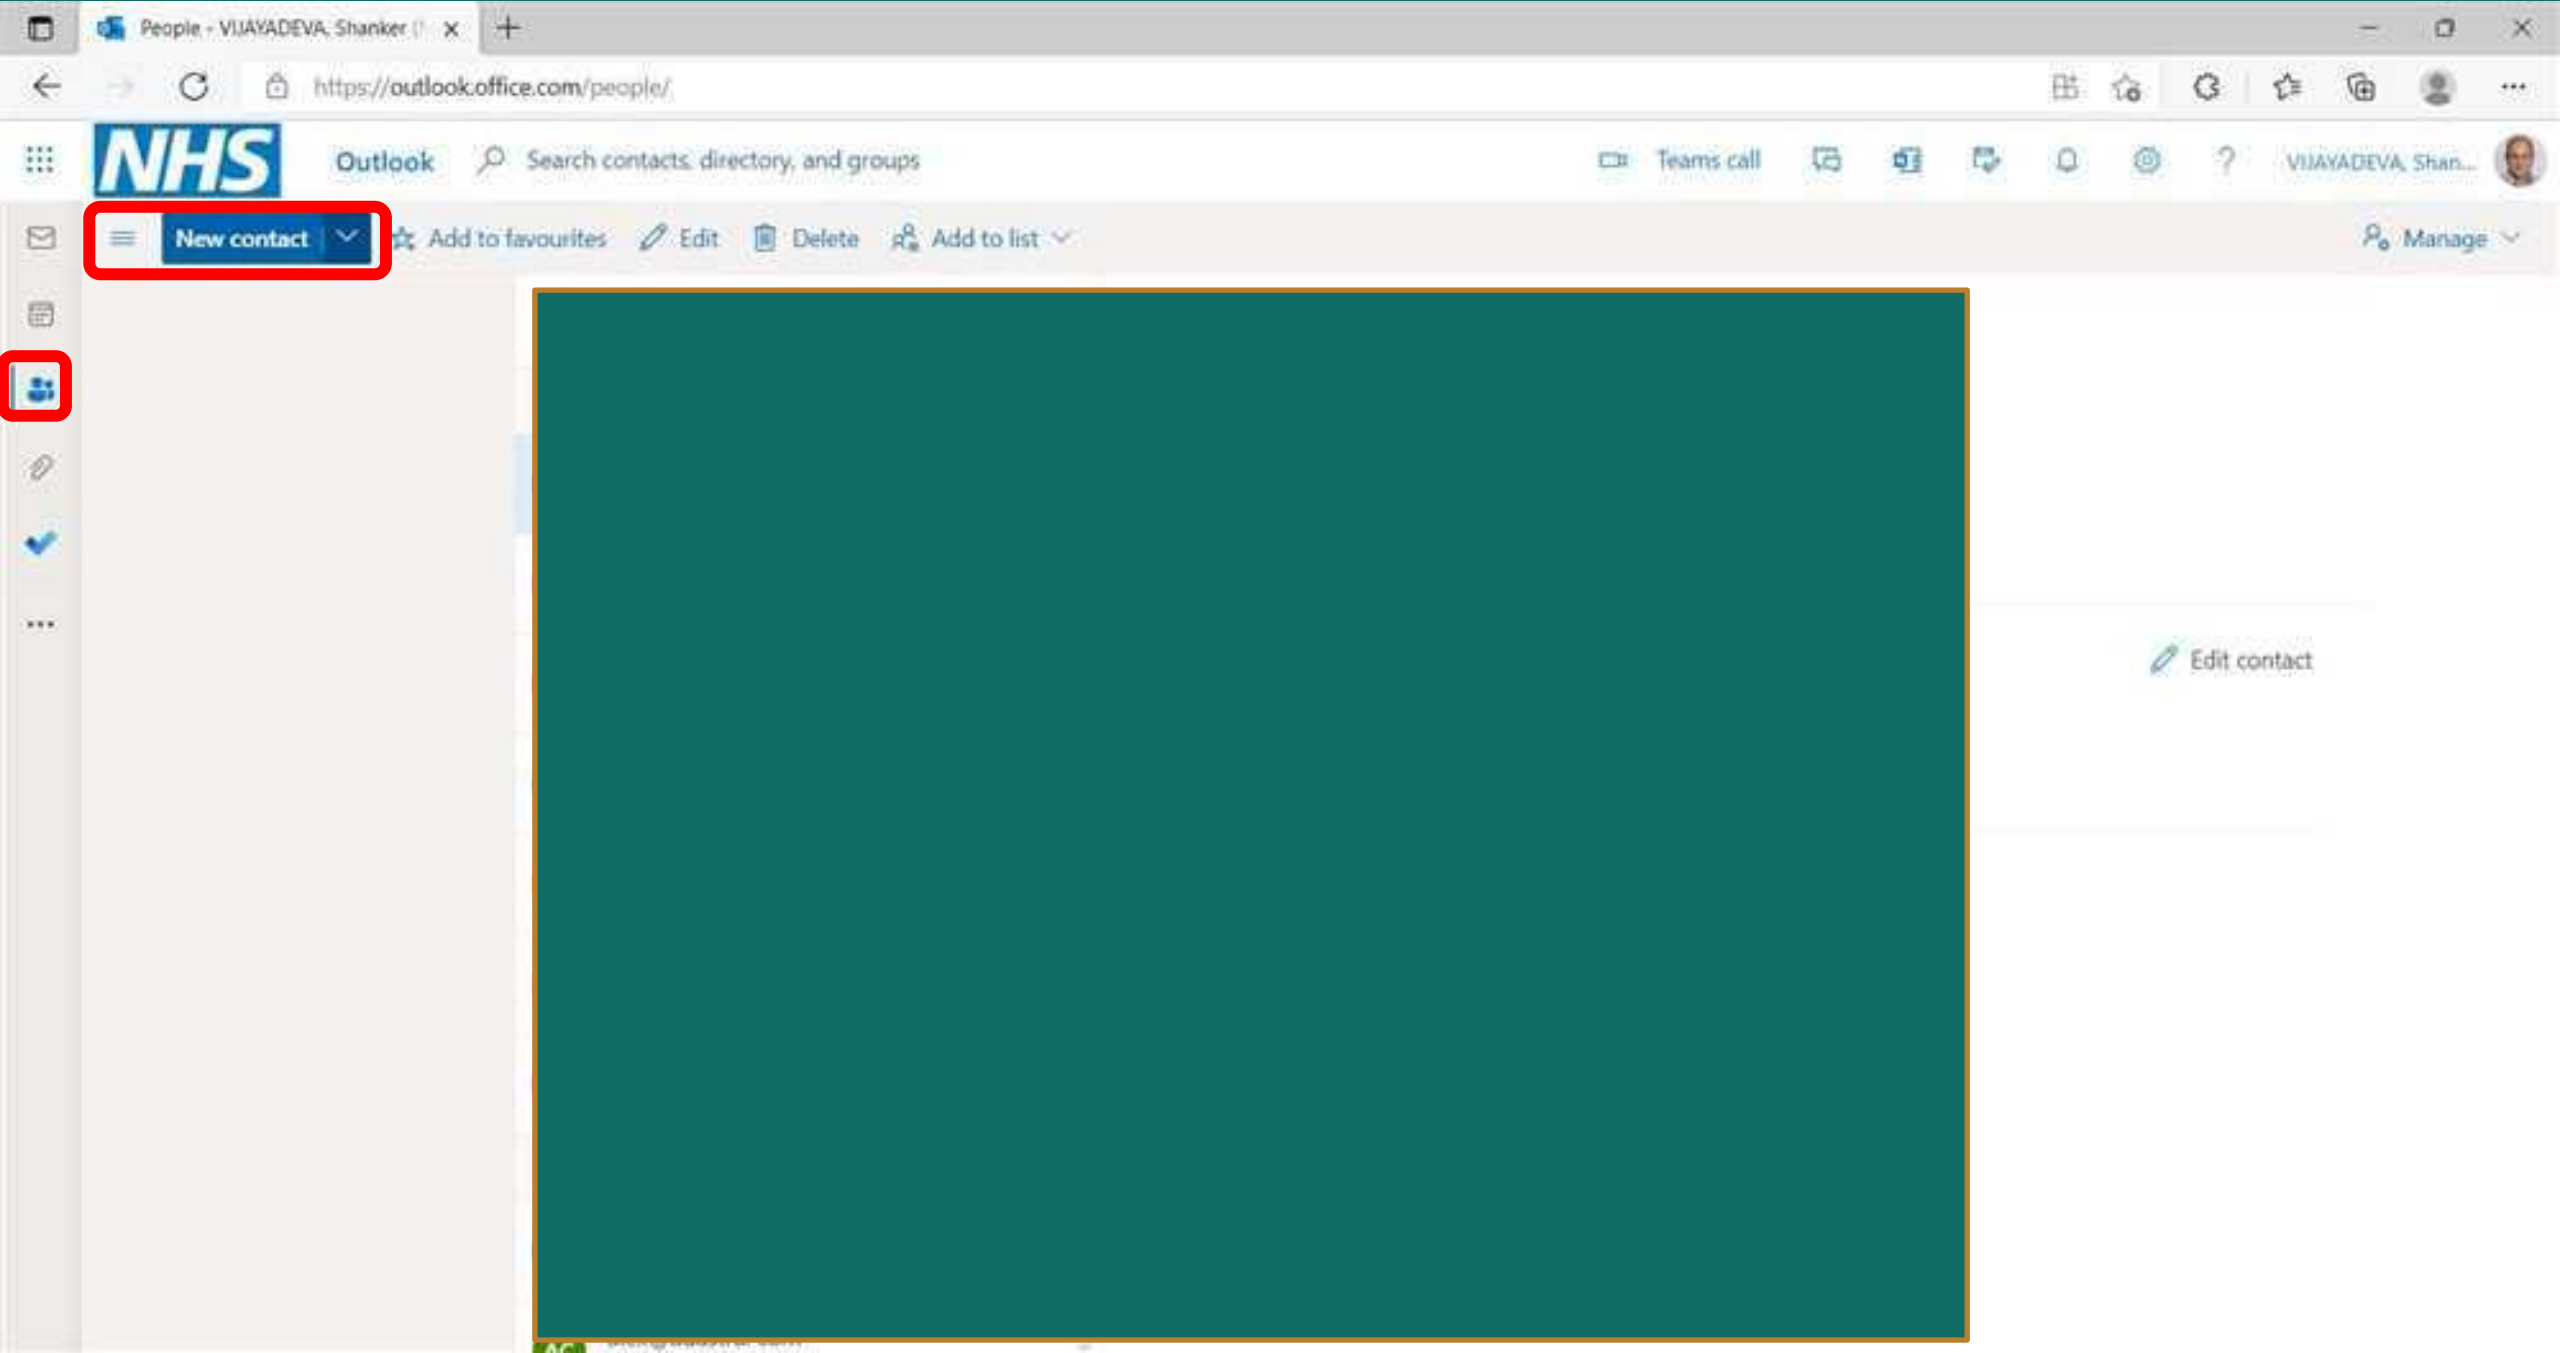 People - VIJAYADEVA, Shanker (
https://outlook.office.com/people/
NHS Outlook Search contacts, directory, and groups Teams call VIJAYADEVA, Shan...
New contact Add to favourites Edit Delete Add to list Manage
Edit contact
AC